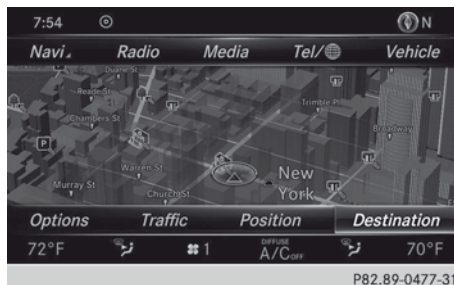 7:54 N
Navi Radio Media Tel/ Vehicle
Duane St
Reade St
Trimble Pl
Chambers St
Broadway
P
Warren St
New
York
Murray St
Church St
Options Traffic Position Destination
72°F 1 DIFFUSE A/C OFF 70°F
P82.89-0477-31